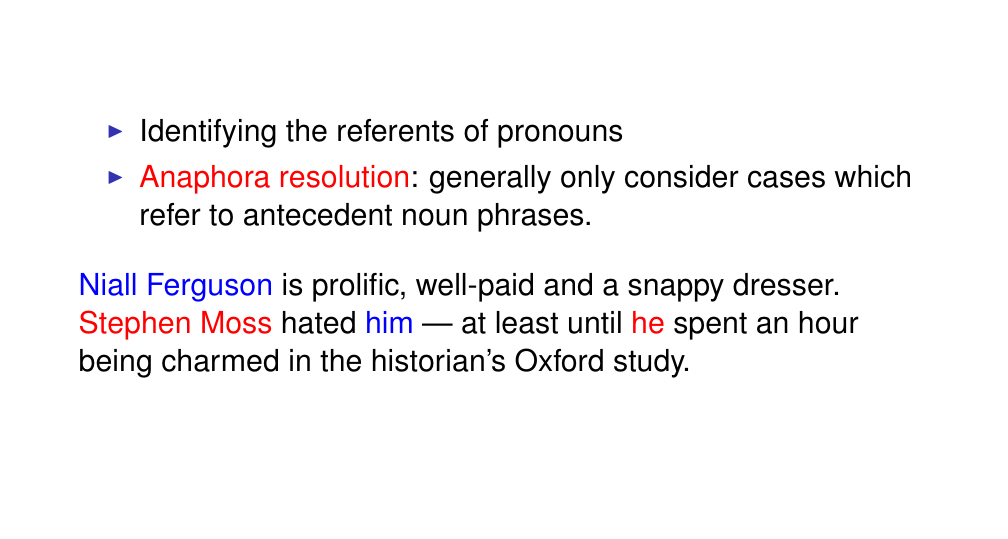 ▶ Identifying the referents of pronouns
▶ Anaphora resolution: generally only consider cases which
refer to antecedent noun phrases.
Niall Ferguson is prolific, well-paid and a snappy dresser.
Stephen Moss hated him — at least until he spent an hour
being charmed in the historian’s Oxford study.